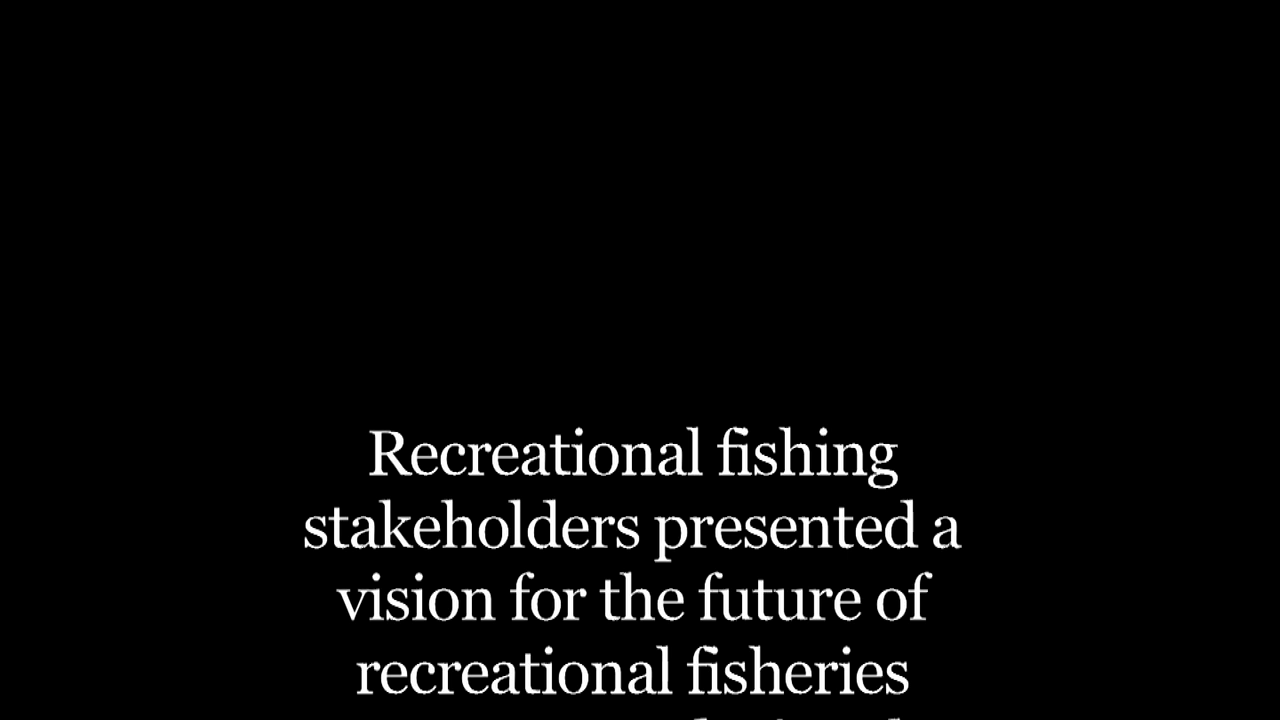 Recreational fishing
stakeholders presented a
vision for the future of
recreational fisheries